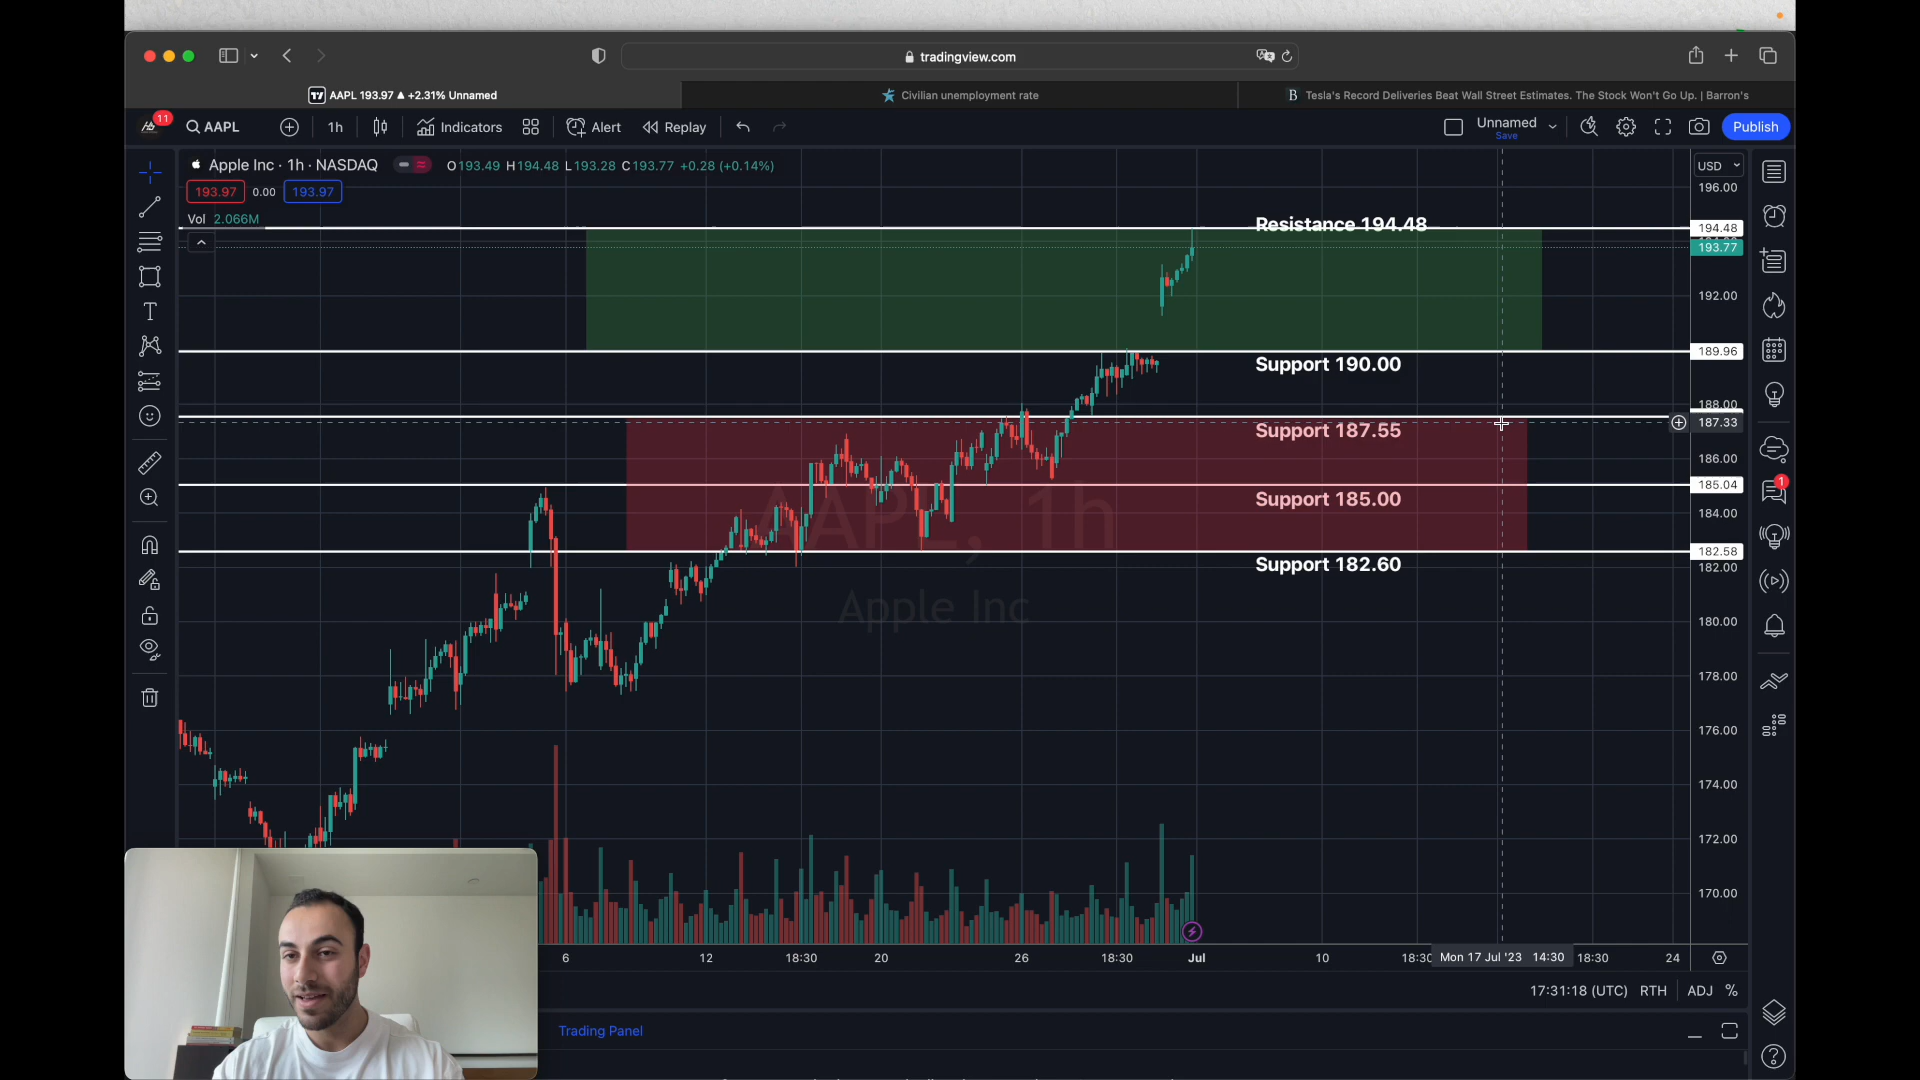 tradingview.com
AAPL 193.97 ▲ +2.31% Unnamed
Civilian unemployment rate
B Tesla's Record Deliveries Beat Wall Street Estimates. The Stock Won't Go Up. | Barron's
11
AAPL
1h
Indicators
Alert
Replay
Unnamed
Save
Publish
Apple Inc · 1h · NASDAQ
O193.49 H194.48 L193.28 C193.77 +0.28 (+0.14%)
USD
193.97 0.00 193.97
Vol 2.066M
196.00
Resistance 194.48
194.48
193.77
192.00
189.96
Support 190.00
188.00
187.33
Support 187.55
186.00
185.04
Support 185.00
184.00
AAPL, 1h
182.58
Support 182.60
182.00
Apple Inc
180.00
178.00
176.00
174.00
172.00
170.00
1
6 12 18:30 20 26 18:30 Jul 10 18:30 Mon 17 Jul '23 14:30 18:30 24
17:31:18 (UTC) RTH ADJ %
Trading Panel